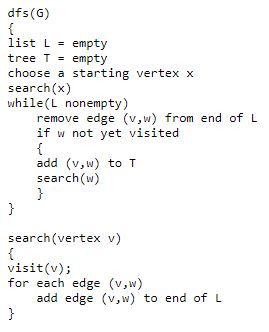 dfs(G)
{
list L = empty
tree T = empty
choose a starting vertex x
search(x)
while(L nonempty)
    remove edge (v,w) from end of L
    if w not yet visited
    {
    add (v,w) to T
    search(w)
    }
}

search(vertex v)
{
visit(v);
for each edge (v,w)
    add edge (v,w) to end of L
}